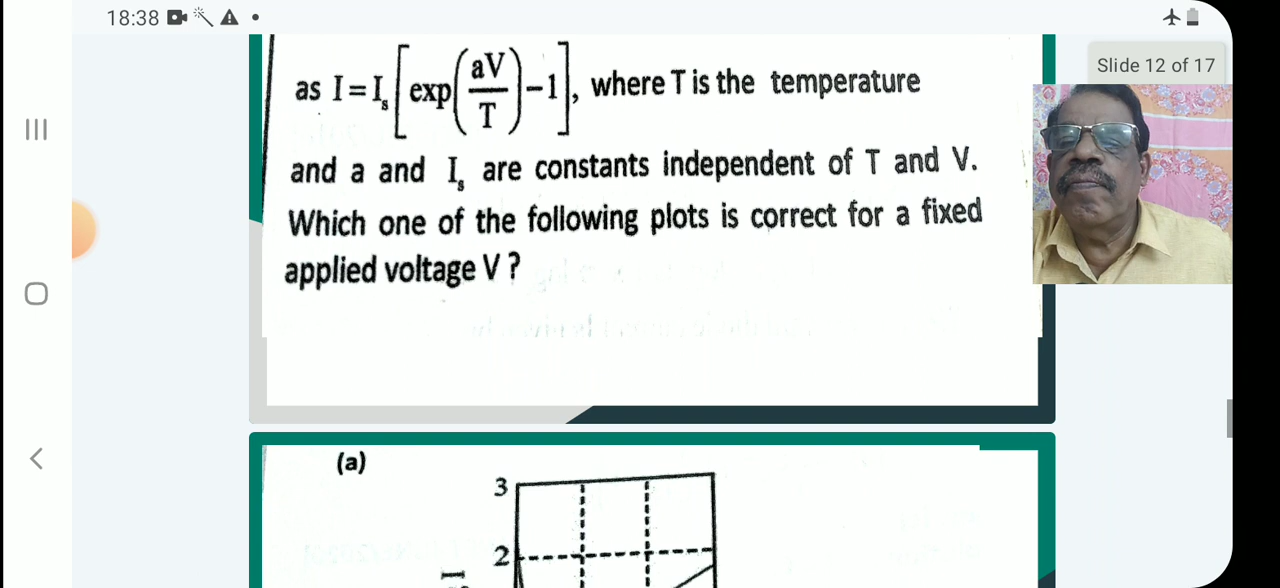 18:38
Slide 12 of 17
as I = I_s [exp(aV/T) −1], where T is the temperature
and a and I_s are constants independent of T and V.
Which one of the following plots is correct for a fixed
applied voltage V ?
(a)
3
2